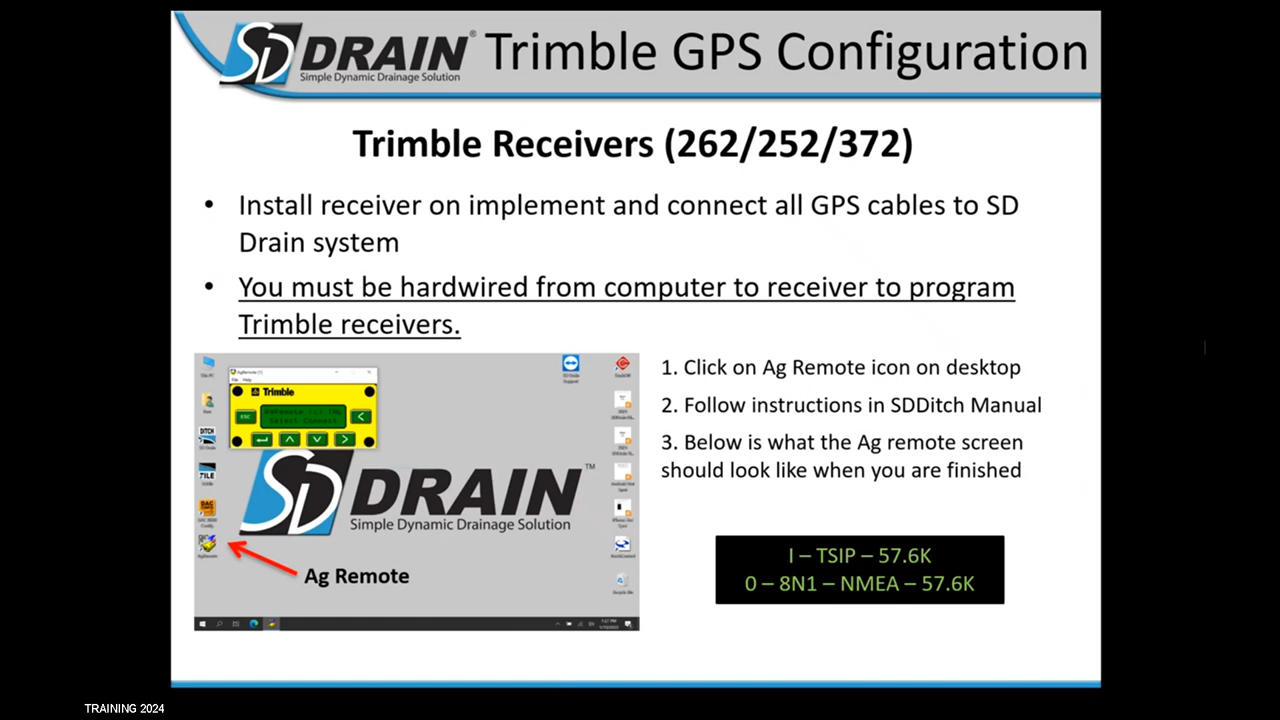 SD DRAIN® Trimble GPS Configuration
Simple Dynamic Drainage Solution
Trimble Receivers (262/252/372)
• Install receiver on implement and connect all GPS cables to SD
Drain system
• You must be hardwired from computer to receiver to program
Trimble receivers.
Trimble
ESC
SD DRAIN™
Simple Dynamic Drainage Solution
Ag Remote
1. Click on Ag Remote icon on desktop
2. Follow instructions in SDDitch Manual
3. Below is what the Ag remote screen
should look like when you are finished
I – TSIP – 57.6K
0 – 8N1 – NMEA – 57.6K
TRAINING 2024